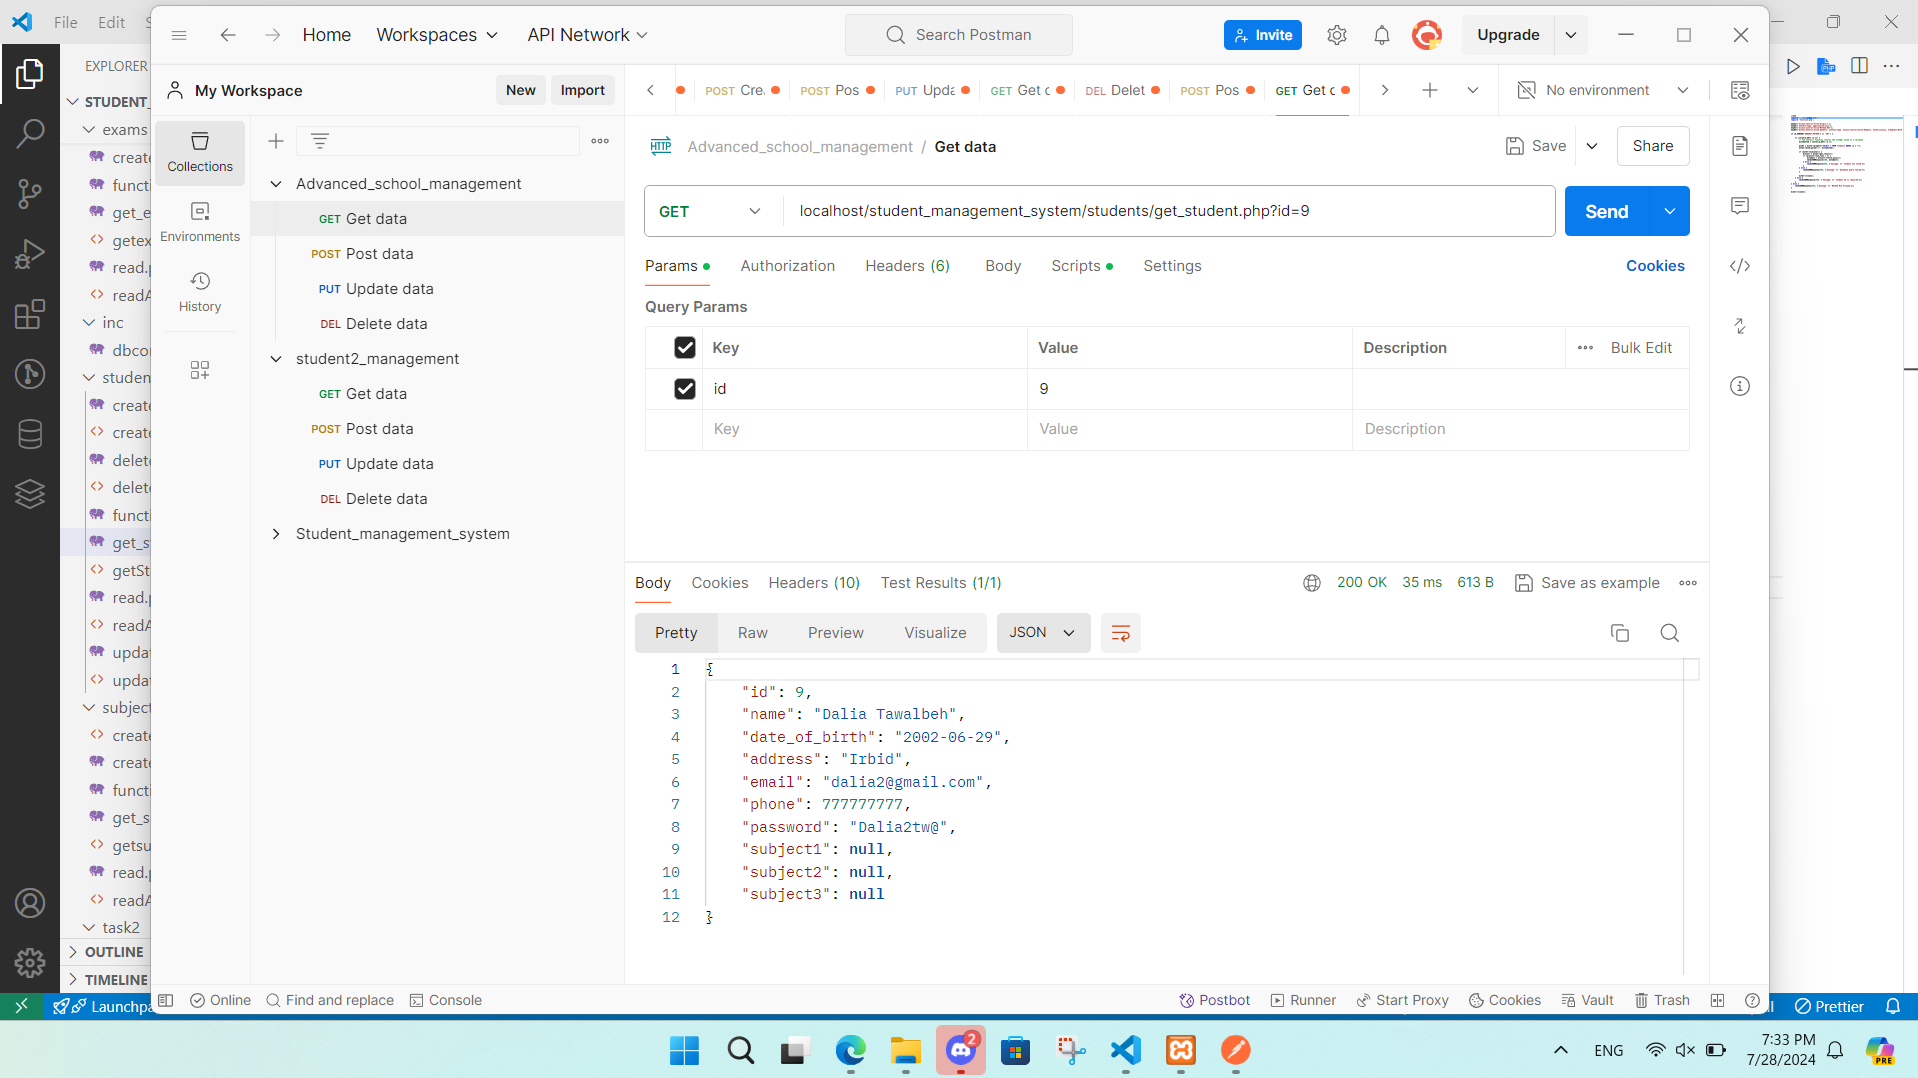 File Edit
Home Workspaces API Network Search Postman Invite Upgrade
EXPLORER
My Workspace New Import
POST Cre. POST Pos PUT Upda GET Get c DEL Delet POST Pos GET Get c No environment
STUDENT_
exams
create
functi
get_e
getex
read.p
readA
inc
dbcor
studen
create
create
delete
delete
functi
get_s
getSt
read.p
readA
updat
updat
subject
create
create
functi
get_s
getsu
read.p
readA
task2
OUTLINE
TIMELINE
Collections
Environments
History
Advanced_school_management
GET Get data
POST Post data
PUT Update data
DEL Delete data
student2_management
GET Get data
POST Post data
PUT Update data
DEL Delete data
Student_management_system
HTTP Advanced_school_management / Get data Save Share
GET localhost/student_management_system/students/get_student.php?id=9 Send
Params Authorization Headers (6) Body Scripts Settings Cookies
Query Params
Key Value Description Bulk Edit
id 9
Key Value Description
Body Cookies Headers (10) Test Results (1/1) 200 OK 35 ms 613 B Save as example
Pretty Raw Preview Visualize JSON
1 {
2 "id": 9,
3 "name": "Dalia Tawalbeh",
4 "date_of_birth": "2002-06-29",
5 "address": "Irbid",
6 "email": "dalia2@gmail.com",
7 "phone": 777777777,
8 "password": "Dalia2tw@",
9 "subject1": null,
10 "subject2": null,
11 "subject3": null
12 }
Online Find and replace Console Postbot Runner Start Proxy Cookies Vault Trash
Launchpa Prettier
2 ENG 7:33 PM
7/28/2024
PRE